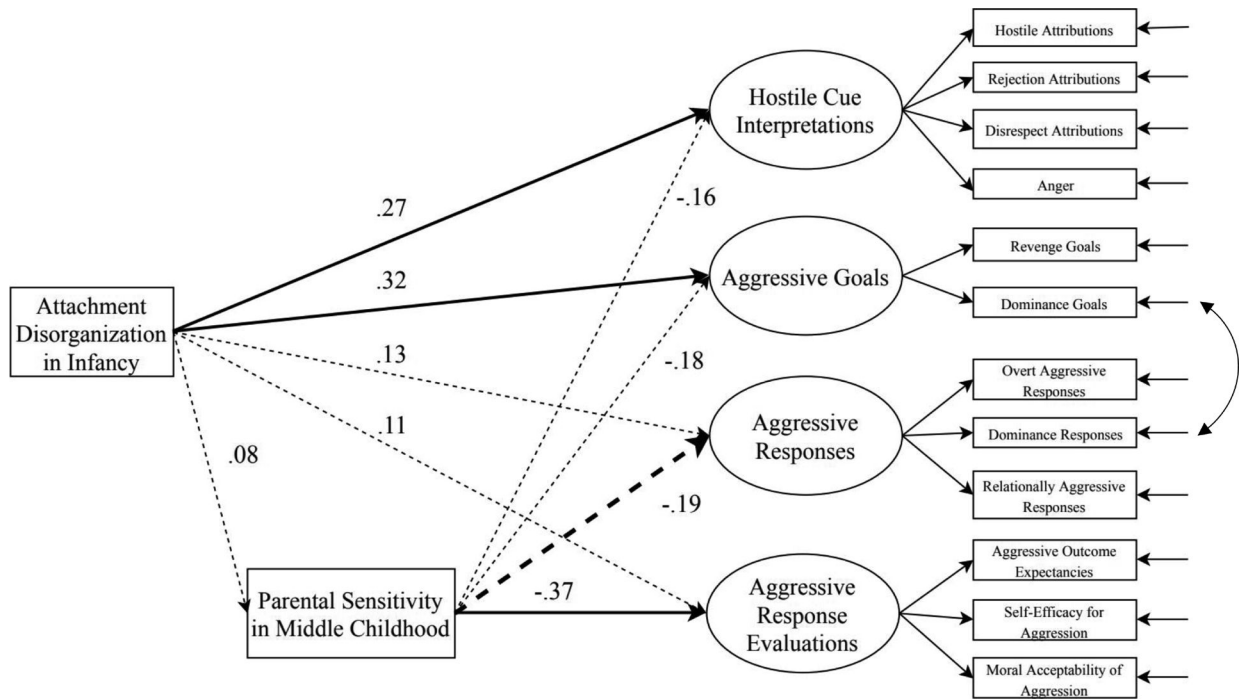 Hostile Attributions
Rejection Attributions
Disrespect Attributions
Anger
Hostile Cue
Interpretations
.27
-.16
Revenge Goals
Dominance Goals
Aggressive Goals
.32
-.18
Attachment
Disorganization
in Infancy
.13
Overt Aggressive
Responses
Dominance Responses
Relationally Aggressive
Responses
Aggressive
Responses
.11
.08
-.19
Parental Sensitivity
in Middle Childhood
-.37
Aggressive
Response
Evaluations
Aggressive Outcome
Expectancies
Self-Efficacy for
Aggression
Moral Acceptability of
Aggression